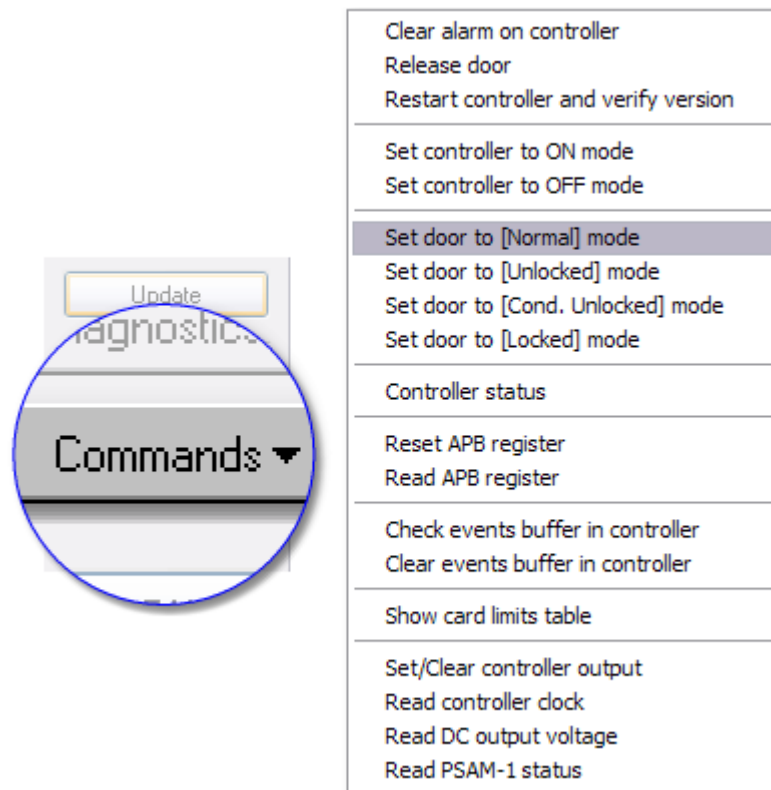 Update
Diagnostics
Commands
Clear alarm on controller
Release door
Restart controller and verify version
Set controller to ON mode
Set controller to OFF mode
Set door to [Normal] mode
Set door to [Unlocked] mode
Set door to [Cond. Unlocked] mode
Set door to [Locked] mode
Controller status
Reset APB register
Read APB register
Check events buffer in controller
Clear events buffer in controller
Show card limits table
Set/Clear controller output
Read controller clock
Read DC output voltage
Read PSAM-1 status